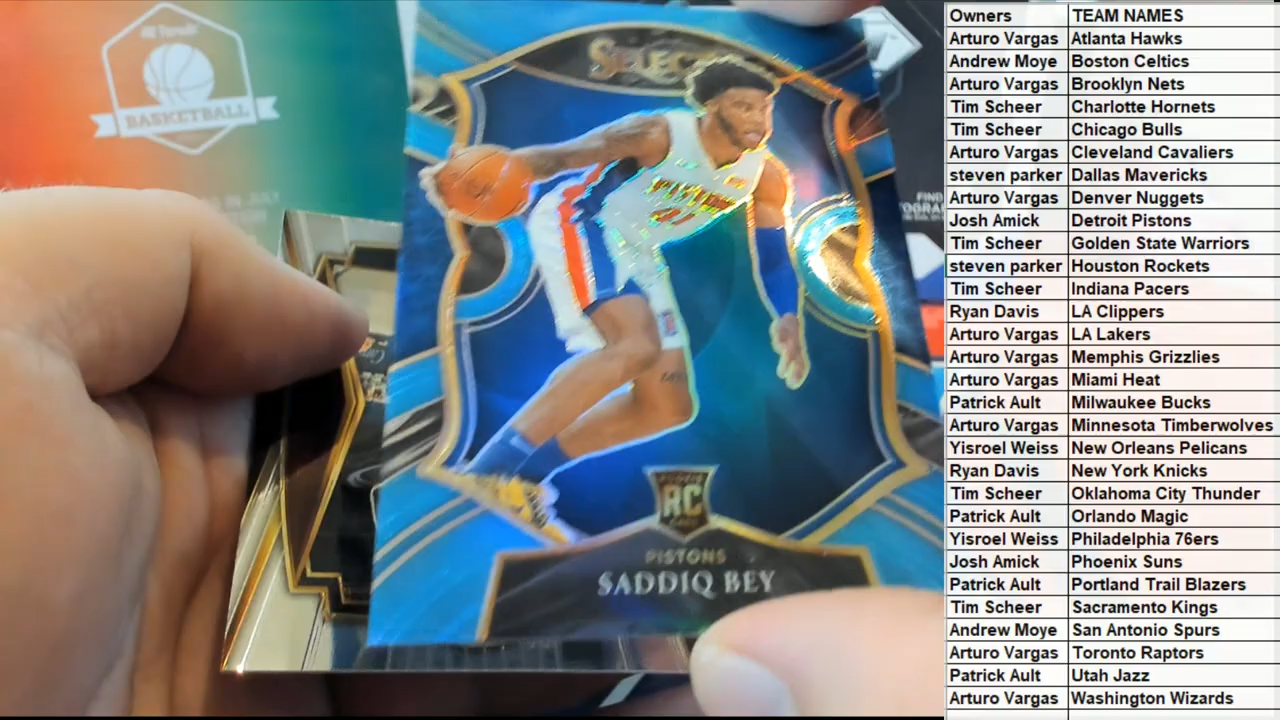 BASKETBALL
SELECT
RC
PISTONS
SADDIQ BEY
FIND
Owners TEAM NAMES
Arturo Vargas Atlanta Hawks
Andrew Moye Boston Celtics
Arturo Vargas Brooklyn Nets
Tim Scheer Charlotte Hornets
Tim Scheer Chicago Bulls
Arturo Vargas Cleveland Cavaliers
steven parker Dallas Mavericks
Arturo Vargas Denver Nuggets
Josh Amick Detroit Pistons
Tim Scheer Golden State Warriors
steven parker Houston Rockets
Tim Scheer Indiana Pacers
Ryan Davis LA Clippers
Arturo Vargas LA Lakers
Arturo Vargas Memphis Grizzlies
Arturo Vargas Miami Heat
Patrick Ault Milwaukee Bucks
Arturo Vargas Minnesota Timberwolves
Yisroel Weiss New Orleans Pelicans
Ryan Davis New York Knicks
Tim Scheer Oklahoma City Thunder
Patrick Ault Orlando Magic
Yisroel Weiss Philadelphia 76ers
Josh Amick Phoenix Suns
Patrick Ault Portland Trail Blazers
Tim Scheer Sacramento Kings
Andrew Moye San Antonio Spurs
Arturo Vargas Toronto Raptors
Patrick Ault Utah Jazz
Arturo Vargas Washington Wizards